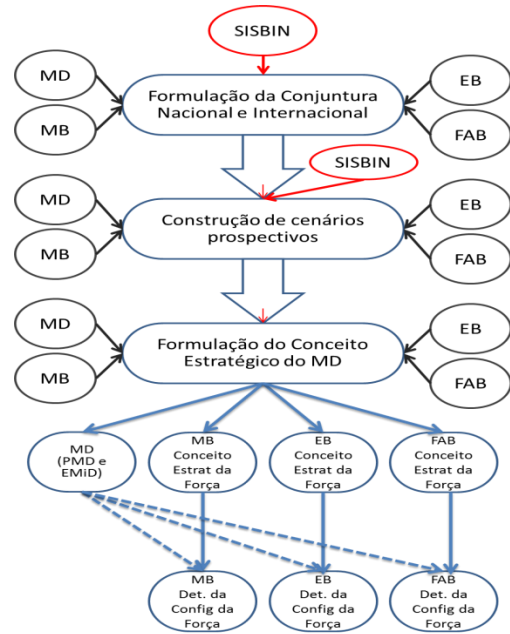 SISBIN
MD
EB
Formulação da Conjuntura
Nacional e Internacional
MB
FAB
SISBIN
MD
EB
Construção de cenários
prospectivos
MB
FAB
MD
EB
Formulação do Conceito
Estratégico do MD
MB
FAB
MD
(PMD e
EMiD)
MB
Conceito
Estrat da
Força
EB
Conceito
Estrat da
Força
FAB
Conceito
Estrat da
Força
MB
Det. da
Config da
Força
EB
Det. da
Config da
Força
FAB
Det. da
Config da
Força